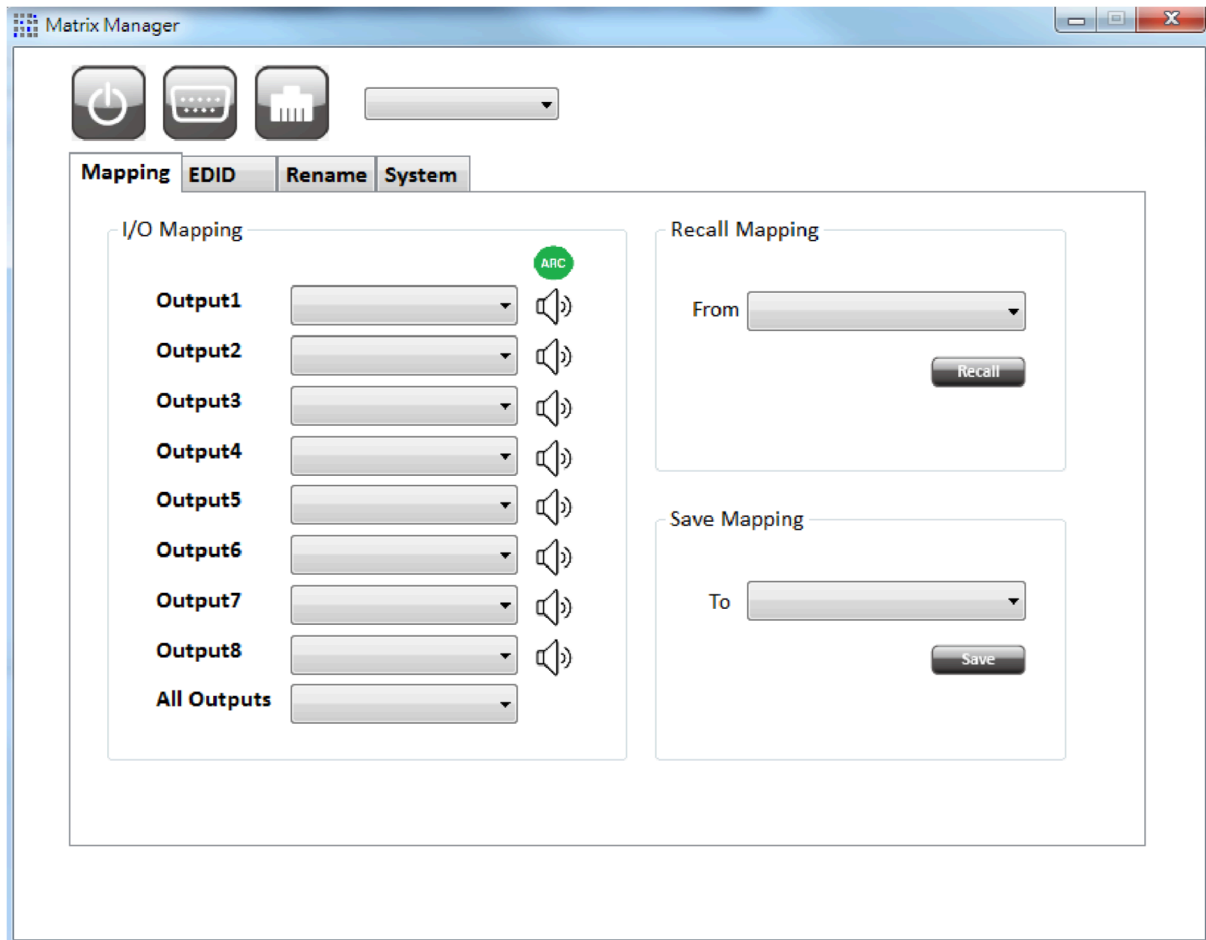 Matrix Manager
Mapping EDID Rename System
I/O Mapping
ARC
Output1
Output2
Output3
Output4
Output5
Output6
Output7
Output8
All Outputs
Recall Mapping
From
Recall
Save Mapping
To
Save